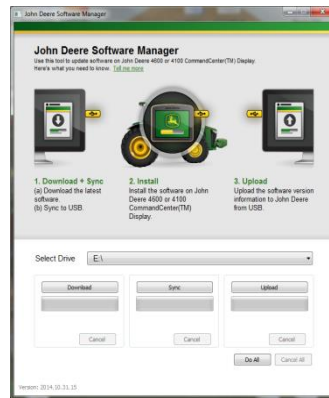 John Deere Software Manager
John Deere Software Manager
Use this tool to update software on John Deere 4600 or 4100 CommandCenter(TM) Display.
Here's what you need to know. Tell me more
1. Download + Sync
(a) Download the latest
software.
(b) Sync to USB.
2. Install
Install the software on John
Deere 4600 or 4100
CommandCenter(TM)
Display.
3. Upload
Upload the software version
information to John Deere
from USB.
Select Drive E:\
Download
Sync
Upload
Cancel
Cancel
Cancel
Do All
Cancel All
Version: 2014.10.31.15